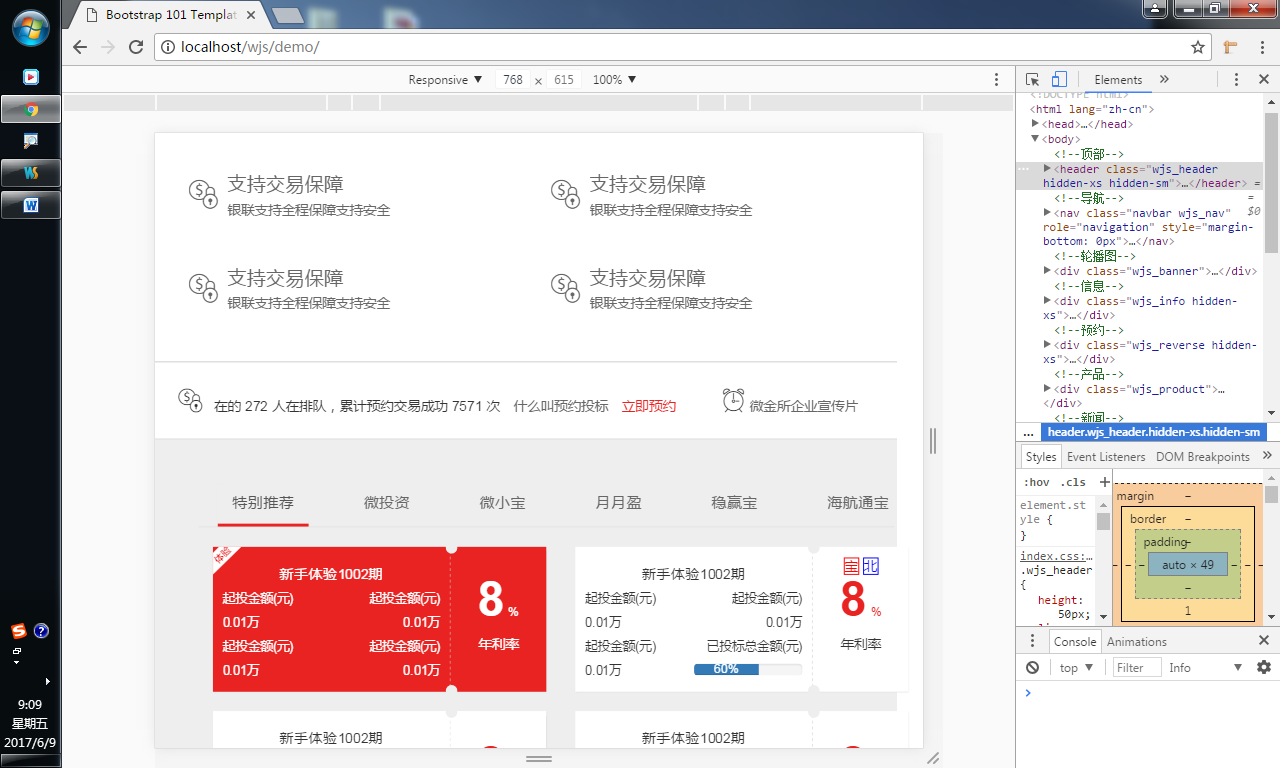 Bootstrap 101 Templat
localhost/wjs/demo/
Responsive ▼ 768 × 615 100% ▼
Elements
<html lang="zh-cn">
<head>…</head>
<body>
<!--顶部-->
<header class="wjs_header
hidden-xs hidden-sm">…</header> =
<!--导航--> =
<nav class="navbar wjs_nav" $0
role="navigation" style="margin-
bottom: 0px">…</nav>
<!--轮播图-->
<div class="wjs_banner">…</div>
<!--信息-->
<div class="wjs_info hidden-
xs">…</div>
<!--预约-->
<div class="wjs_reverse hidden-
xs">…</div>
<!--产品-->
<div class="wjs_product">…
</div>
<!--新闻-->
... header.wjs_header.hidden-xs.hidden-sm
Styles Event Listeners DOM Breakpoints »
:hov .cls +
element.st
yle {
}
index.css:…
.wjs_header
{
height:
50px;
margin –
border –
padding–
– – – auto × 49 – – –
–
1
Console Animations
top ▼ Filter Info ▼
支持交易保障
银联支持全程保障支持安全
支持交易保障
银联支持全程保障支持安全
支持交易保障
银联支持全程保障支持安全
支持交易保障
银联支持全程保障支持安全
在的 272 人在排队，累计预约交易成功 7571 次 什么叫预约投标 立即预约 微金所企业宣传片
特别推荐 微投资 微小宝 月月盈 稳赢宝 海航通宝
体验
新手体验1002期
起投金额(元) 起投金额(元)
0.01万 0.01万
起投金额(元) 起投金额(元)
0.01万 0.01万
8 %
年利率
新手体验1002期
起投金额(元) 起投金额(元)
0.01万 0.01万
起投金额(元) 已投标总金额(元)
0.01万 60%
宝 北
8 %
年利率
新手体验1002期
新手体验1002期
9:09
星期五
2017/6/9